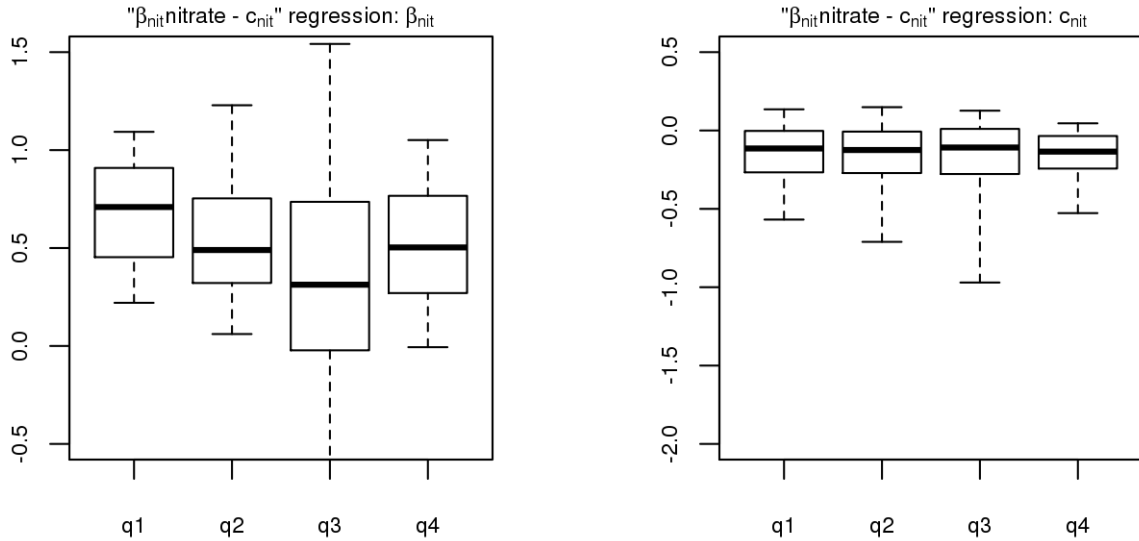 "βnitnitrate - cnit" regression: βnit
1.5
1.0
0.5
0.0
-0.5
q1 q2 q3 q4
"βnitnitrate - cnit" regression: cnit
0.5
0.0
-0.5
-1.0
-1.5
-2.0
q1 q2 q3 q4